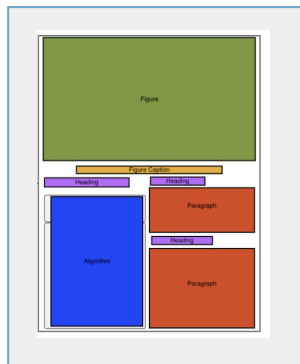 Figure
Figure Caption
Heading
Algorithm
Heading
Paragraph
Heading
Paragraph